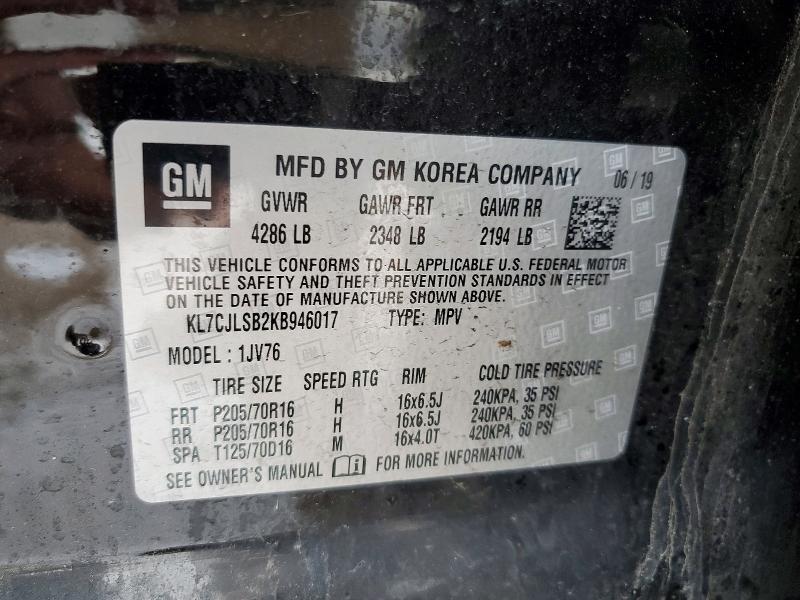 GM MFD BY GM KOREA COMPANY 06 / 19
GVWR GAWR FRT GAWR RR
4286 LB 2348 LB 2194 LB
THIS VEHICLE CONFORMS TO ALL APPLICABLE U.S. FEDERAL MOTOR
VEHICLE SAFETY AND THEFT PREVENTION STANDARDS IN EFFECT
ON THE DATE OF MANUFACTURE SHOWN ABOVE.
KL7CJLSB2KB946017 TYPE: MPV
MODEL : 1JV76
TIRE SIZE SPEED RTG RIM COLD TIRE PRESSURE
FRT P205/70R16 H 16x6.5J 240KPA, 35 PSI
RR P205/70R16 H 16x6.5J 240KPA, 35 PSI
SPA T125/70D16 M 16x4.0T 420KPA, 60 PSI
SEE OWNER'S MANUAL FOR MORE INFORMATION.